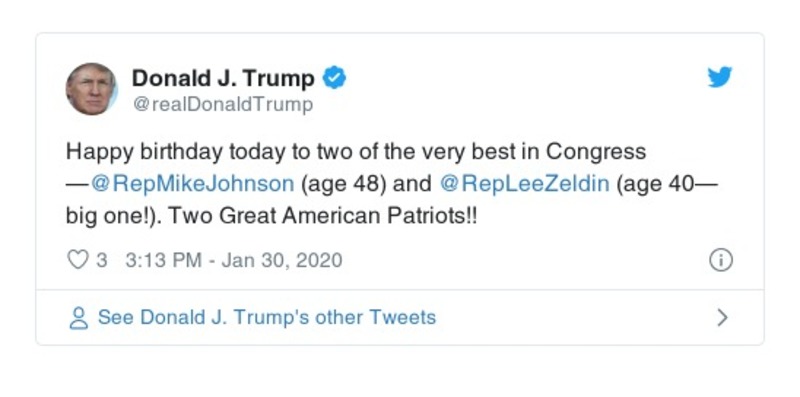 Donald J. Trump
@realDonaldTrump
Happy birthday today to two of the very best in Congress
—@RepMikeJohnson (age 48) and @RepLeeZeldin (age 40—
big one!). Two Great American Patriots!!
3 3:13 PM - Jan 30, 2020
See Donald J. Trump's other Tweets